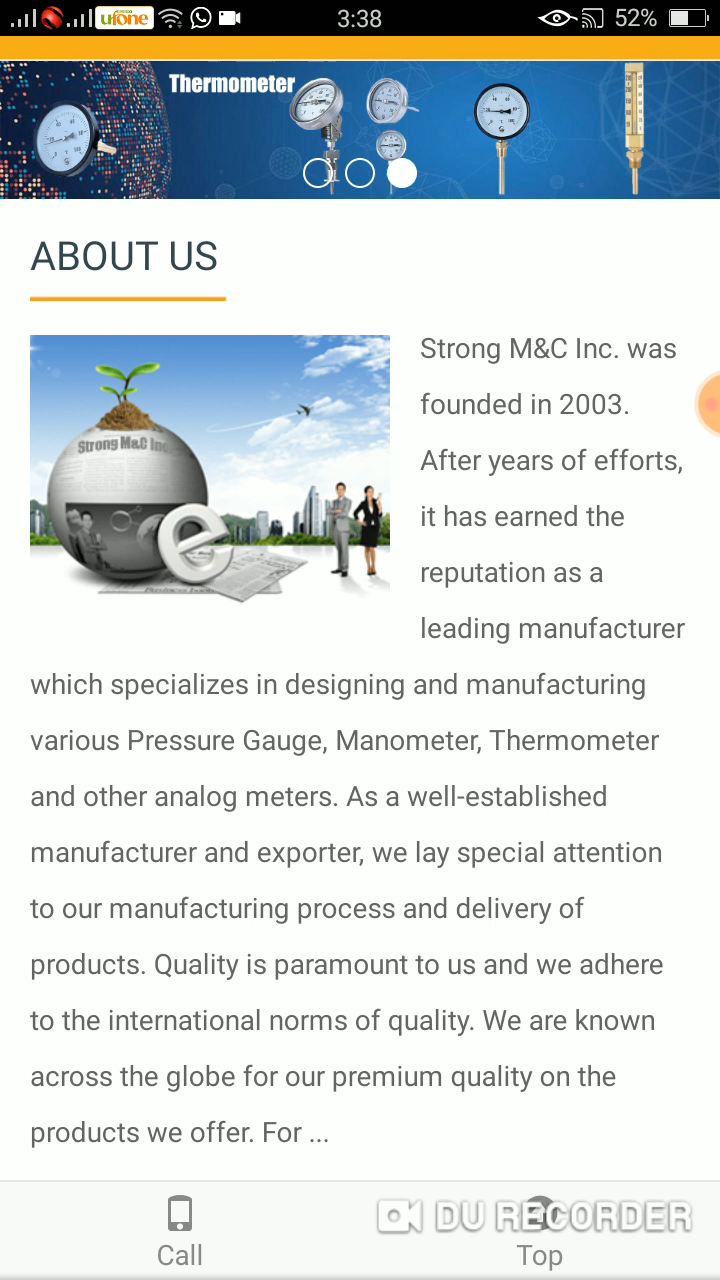 ufone
3:38
52%
Thermometer
ABOUT US
Strong M&C Inc.
Strong M&C Inc. was
founded in 2003.
After years of efforts,
it has earned the
reputation as a
leading manufacturer
which specializes in designing and manufacturing
various Pressure Gauge, Manometer, Thermometer
and other analog meters. As a well-established
manufacturer and exporter, we lay special attention
to our manufacturing process and delivery of
products. Quality is paramount to us and we adhere
to the international norms of quality. We are known
across the globe for our premium quality on the
products we offer. For ...
DU RECORDER
Call
Top